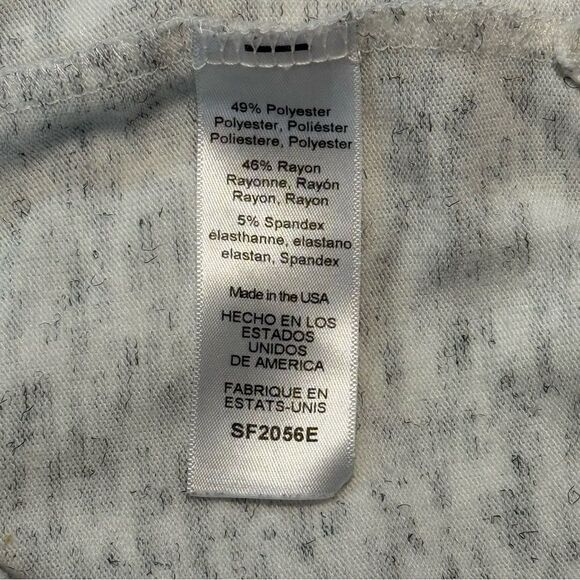 49% Polyester
Polyester, Poliéster
Poliestere, Polyester
46% Rayon
Rayonne, Rayón
Rayon, Rayon
5% Spandex
élasthanne, elastano
elastan, Spandex
Made in the USA
HECHO EN LOS
ESTADOS
UNIDOS
DE AMERICA
FABRIQUE EN
ESTATS-UNIS
SF2056E